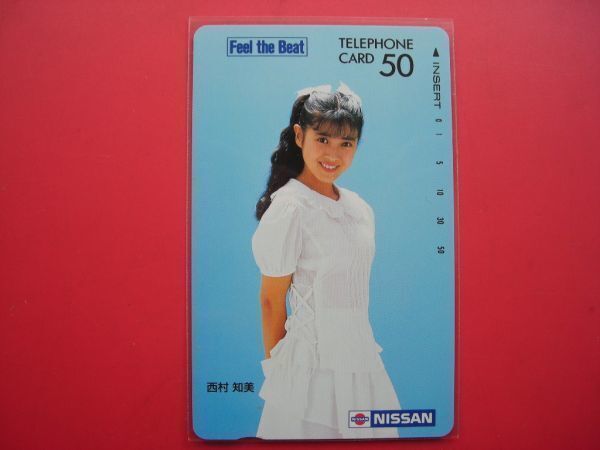 Feel the Beat
TELEPHONE
CARD 50
▲ INSERT 0 1 5 10 30 50
西村 知美
NISSAN NISSAN